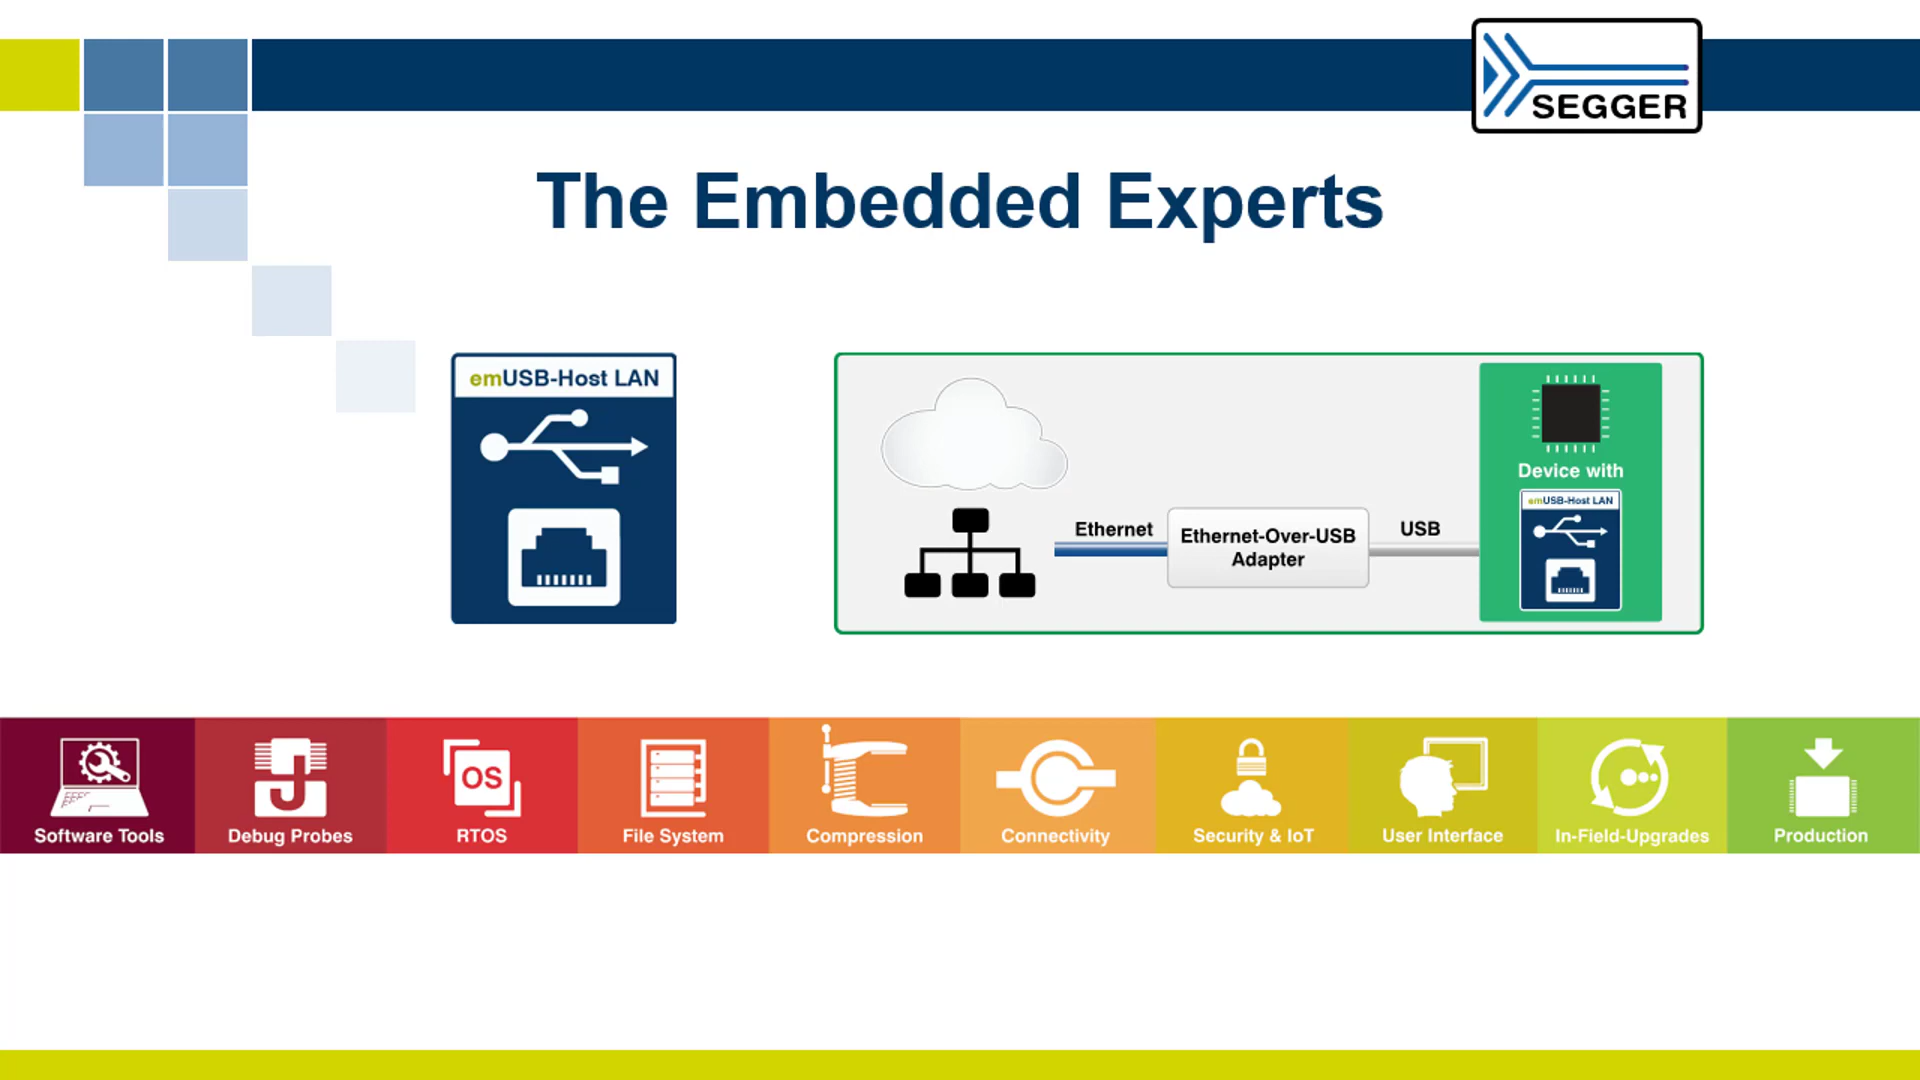 SEGGER
The Embedded Experts
emUSB-Host LAN
Ethernet
Ethernet-Over-USB
Adapter
USB
Device with
emUSB-Host LAN
OS
Software Tools
Debug Probes
RTOS
File System
Compression
Connectivity
Security & IoT
User Interface
In-Field-Upgrades
Production